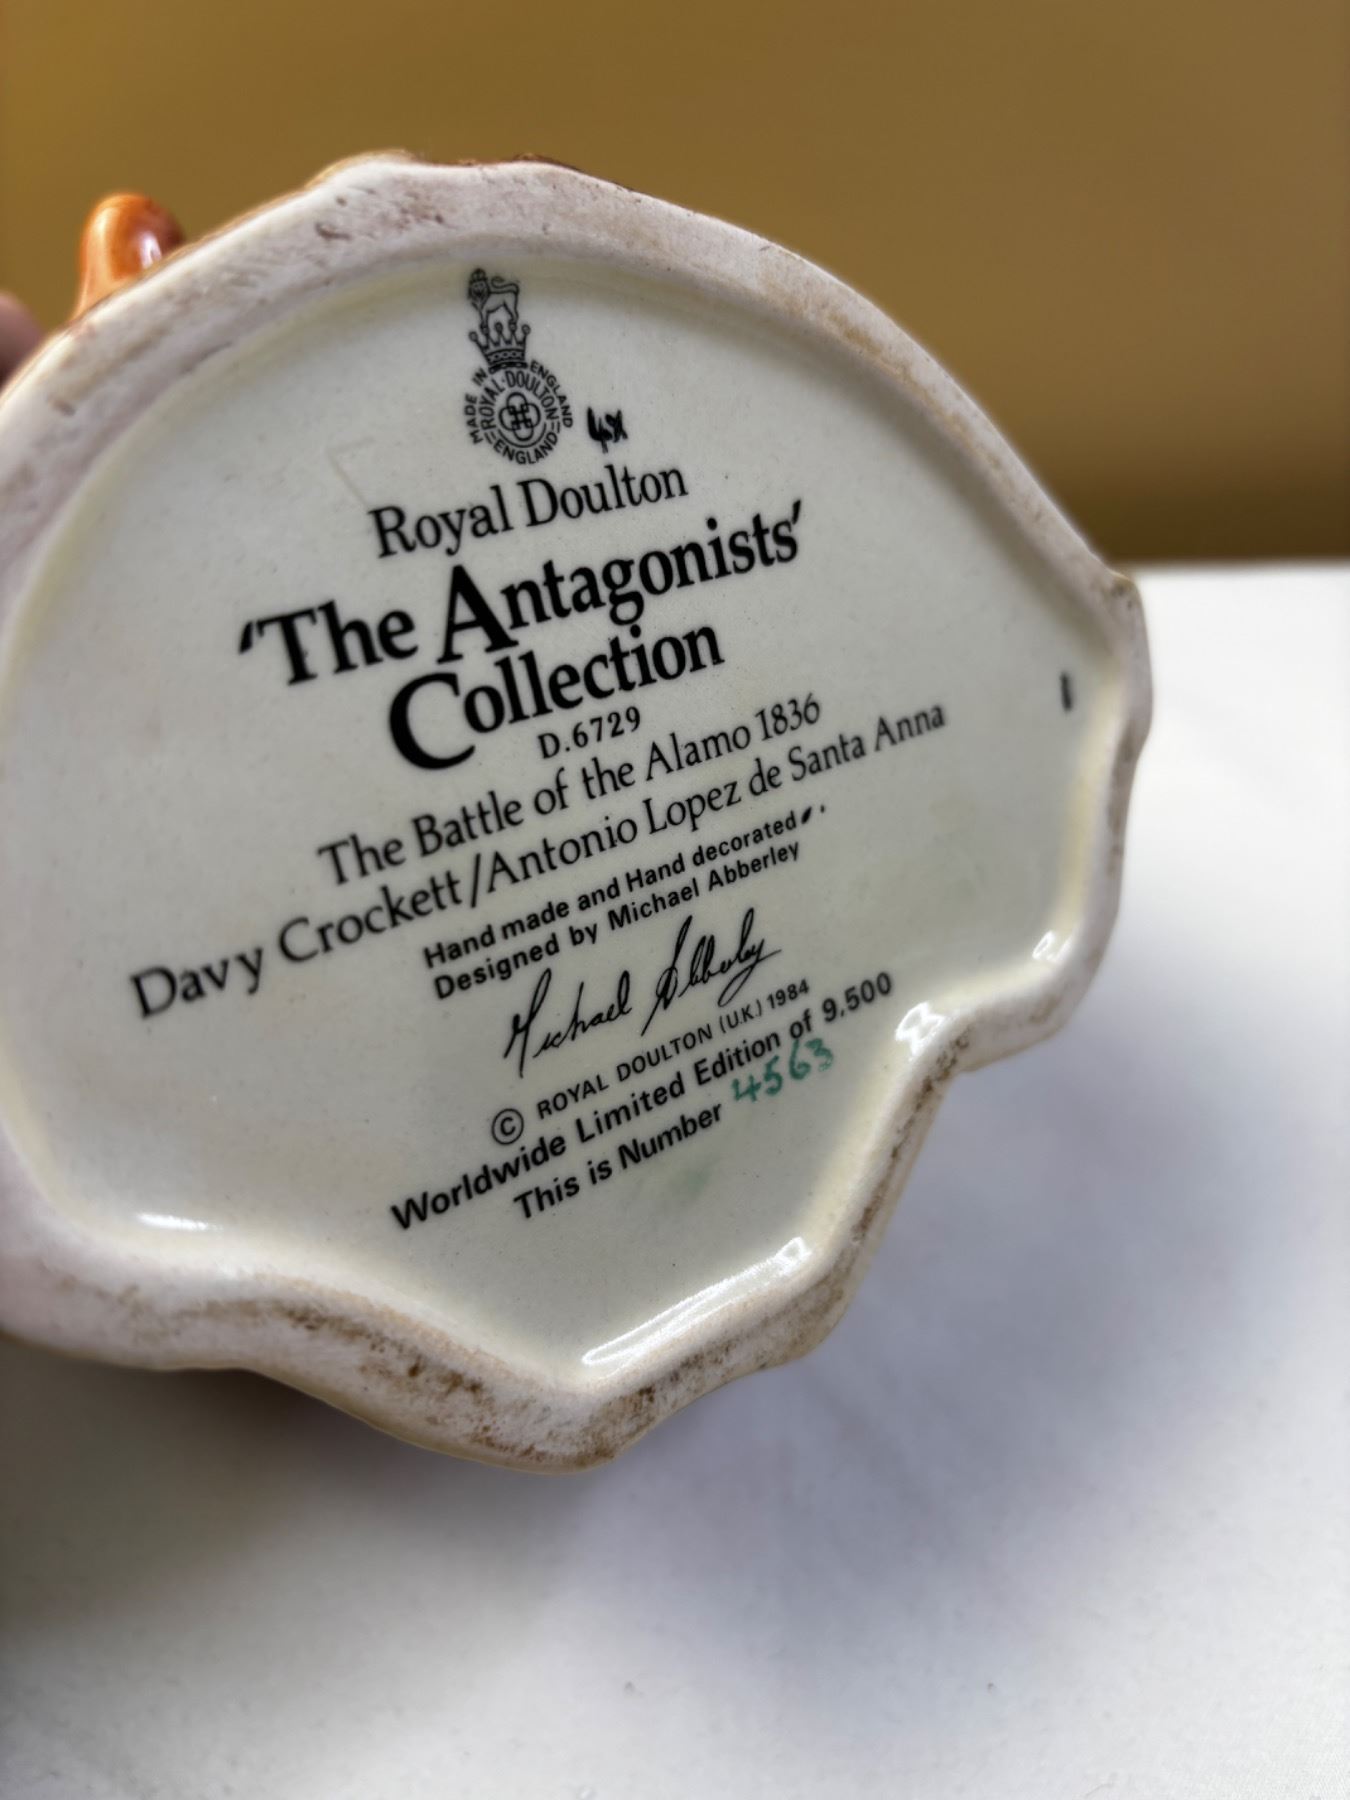 MADE IN ENGLAND
ROYAL·DOULTON
ENGLAND
Royal Doulton
'The Antagonists'
Collection
D.6729
The Battle of the Alamo 1836
Davy Crockett/Antonio Lopez de Santa Anna
Hand made and Hand decorated
Designed by Michael Abberley
Michael Abberley
© ROYAL DOULTON (U.K.) 1984
Worldwide Limited Edition of 9,500
This is Number 4563